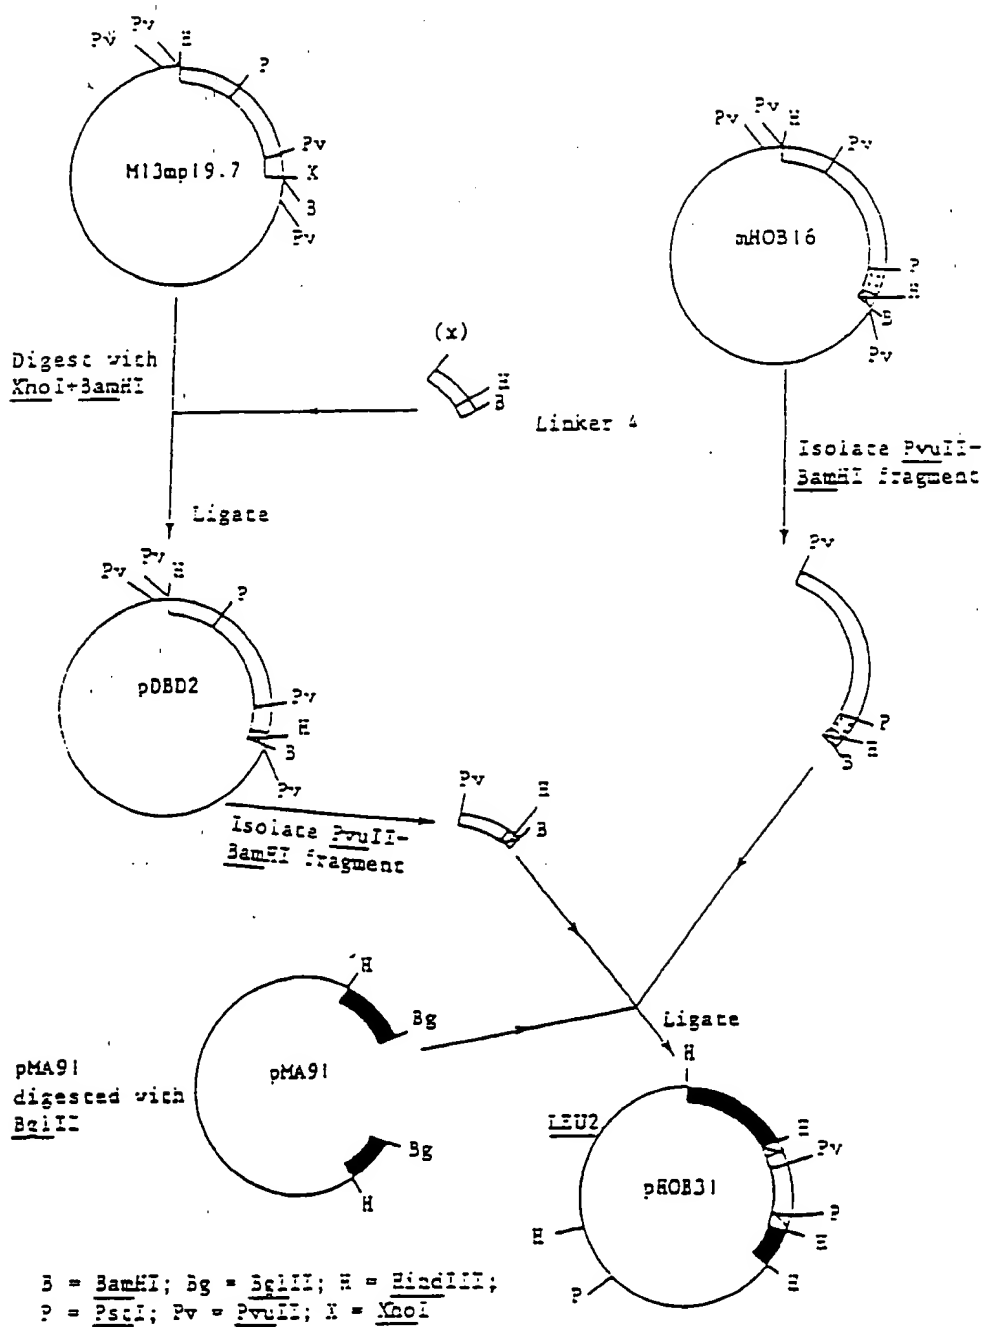 Pv Pv H
P
M13mp19.7
Pv
X
B
Pv
Pv Pv H
Pv
mHOB16
P
H
B
Pv
Digest with
XhoI+BamHI
(x)
H
B
Linker 4
Isolate PvuII-
BamHI fragment
Ligate
Pv Pv H
P
pDBD2
Pv
H
B
Pv
Pv
P
H
B
Isolate PvuII-
BamHI fragment
Pv
H
B
H
Bg
pMA91
digested with
BglII
pMA91
Bg
H
Ligate
H
LEU2
H
Pv
pHOB31
P
H
H
H
P
B = BamHI; Bg = BglII; H = HindIII;
P = PstI; Pv = PvuII; X = XhoI